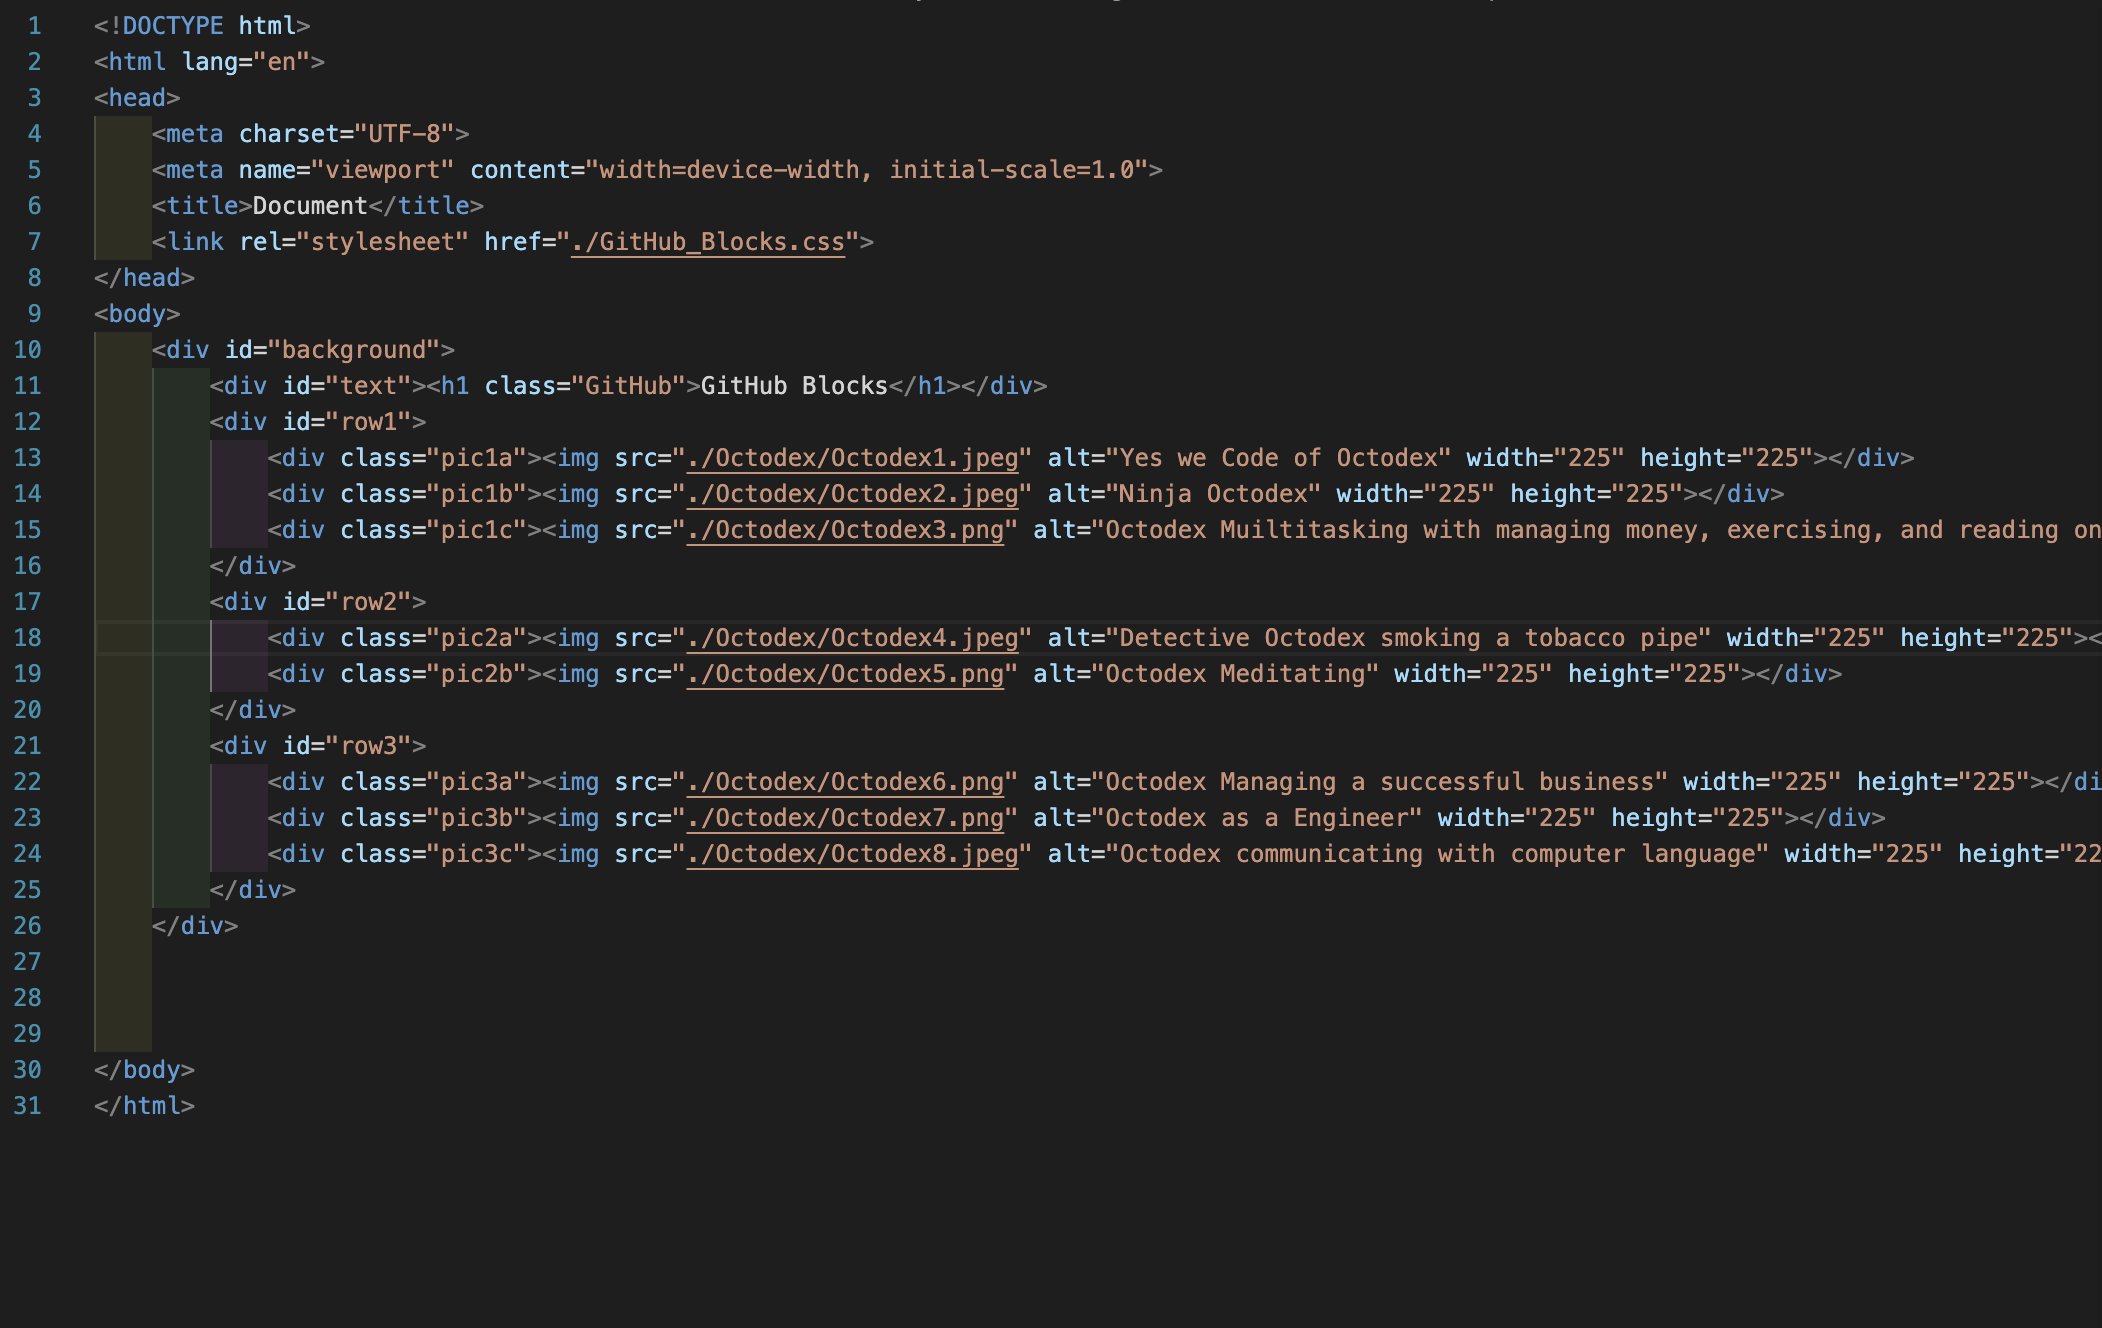 1 <!DOCTYPE html>
2 <html lang="en">
3 <head>
4 <meta charset="UTF-8">
5 <meta name="viewport" content="width=device-width, initial-scale=1.0">
6 <title>Document</title>
7 <link rel="stylesheet" href="./GitHub_Blocks.css">
8 </head>
9 <body>
10 <div id="background">
11 <div id="text"><h1 class="GitHub">GitHub Blocks</h1></div>
12 <div id="row1">
13 <div class="pic1a"><img src="./Octodex/Octodex1.jpeg" alt="Yes we Code of Octodex" width="225" height="225"></div>
14 <div class="pic1b"><img src="./Octodex/Octodex2.jpeg" alt="Ninja Octodex" width="225" height="225"></div>
15 <div class="pic1c"><img src="./Octodex/Octodex3.png" alt="Octodex Muiltitasking with managing money, exercising, and reading on
16 </div>
17 <div id="row2">
18 <div class="pic2a"><img src="./Octodex/Octodex4.jpeg" alt="Detective Octodex smoking a tobacco pipe" width="225" height="225"><
19 <div class="pic2b"><img src="./Octodex/Octodex5.png" alt="Octodex Meditating" width="225" height="225"></div>
20 </div>
21 <div id="row3">
22 <div class="pic3a"><img src="./Octodex/Octodex6.png" alt="Octodex Managing a successful business" width="225" height="225"></di
23 <div class="pic3b"><img src="./Octodex/Octodex7.png" alt="Octodex as a Engineer" width="225" height="225"></div>
24 <div class="pic3c"><img src="./Octodex/Octodex8.jpeg" alt="Octodex communicating with computer language" width="225" height="22
25 </div>
26 </div>
27
28
29
30 </body>
31 </html>